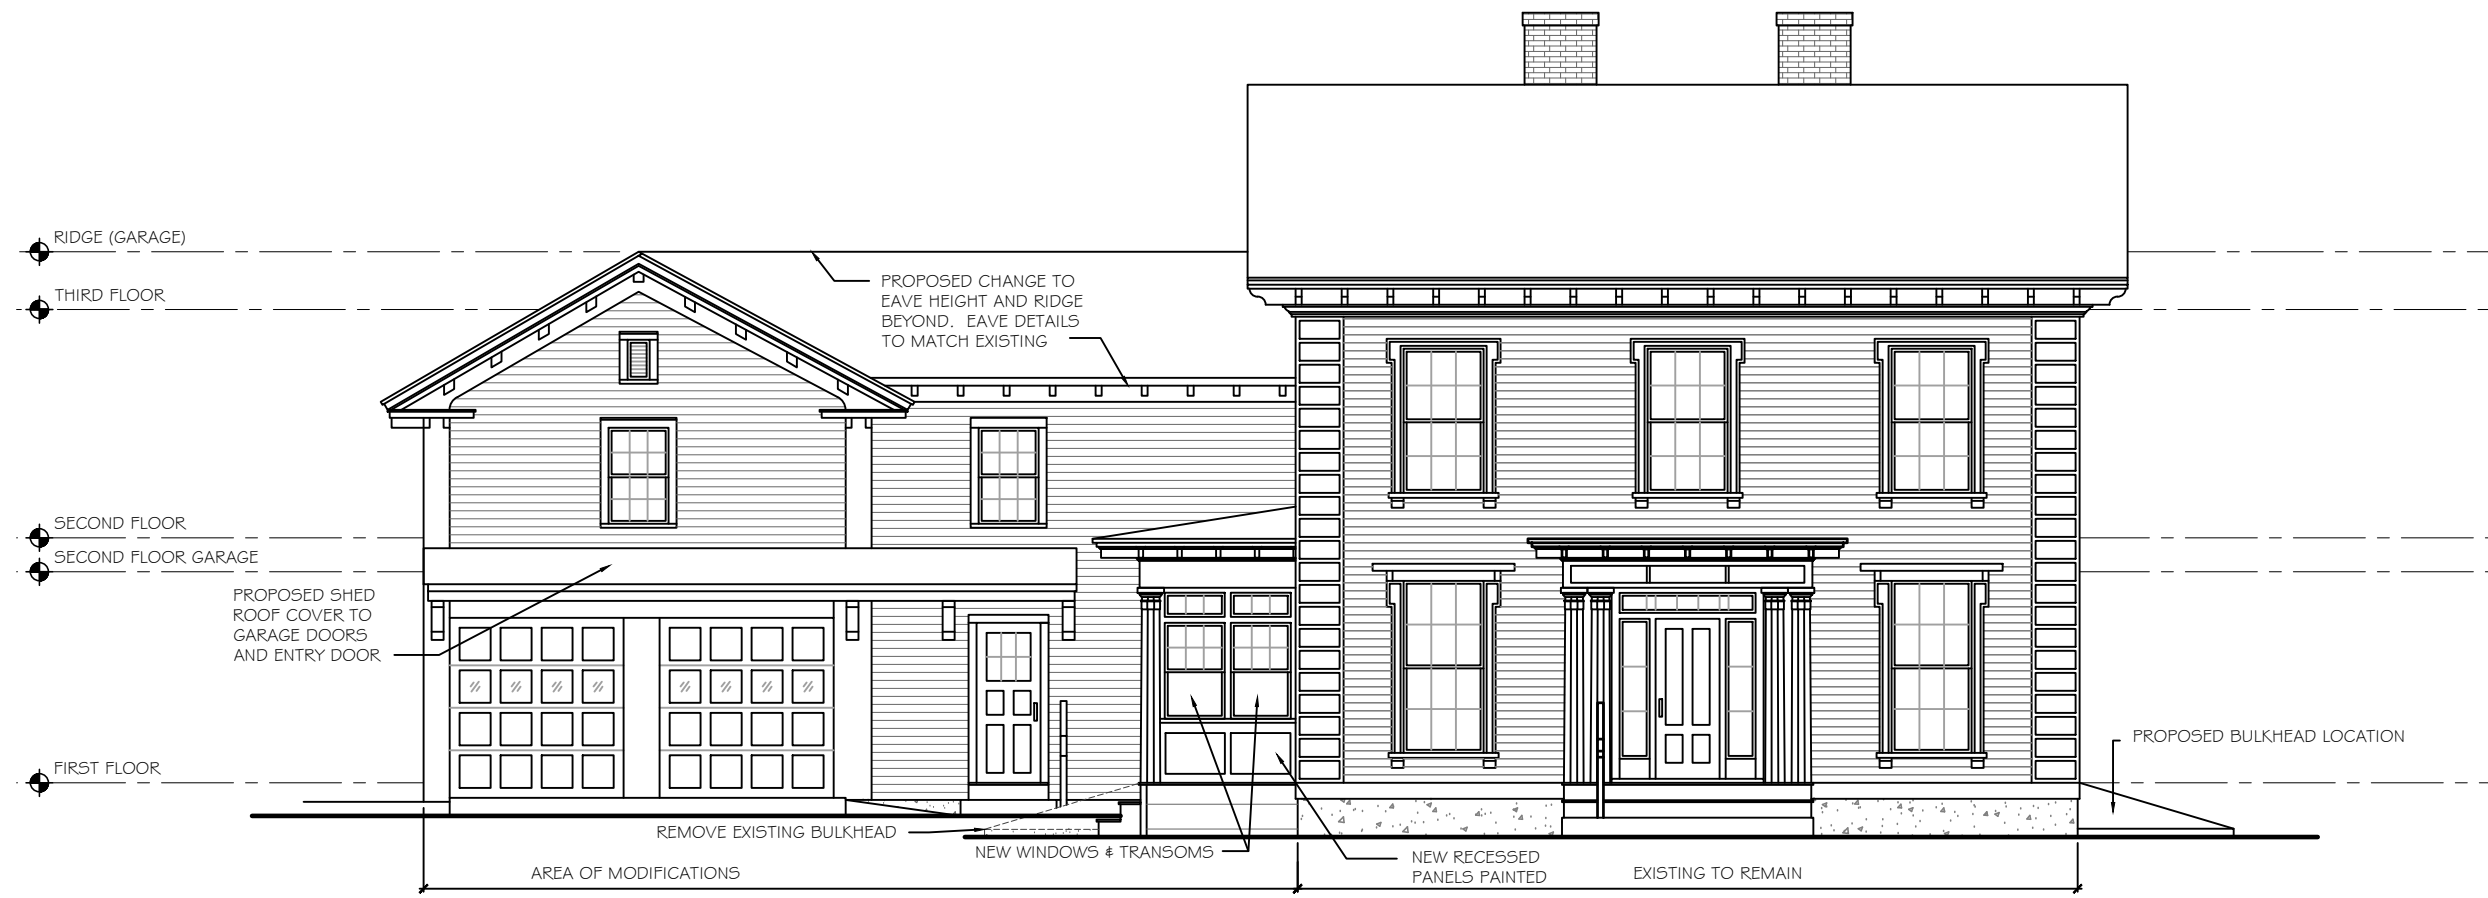 RIDGE (GARAGE)
THIRD FLOOR
PROPOSED CHANGE TO
EAVE HEIGHT AND RIDGE
BEYOND. EAVE DETAILS
TO MATCH EXISTING
SECOND FLOOR
SECOND FLOOR GARAGE
PROPOSED SHED
ROOF COVER TO
GARAGE DOORS
AND ENTRY DOOR
FIRST FLOOR
PROPOSED BULKHEAD LOCATION
REMOVE EXISTING BULKHEAD
NEW WINDOWS & TRANSOMS
NEW RECESSED
PANELS PAINTED
AREA OF MODIFICATIONS
EXISTING TO REMAIN